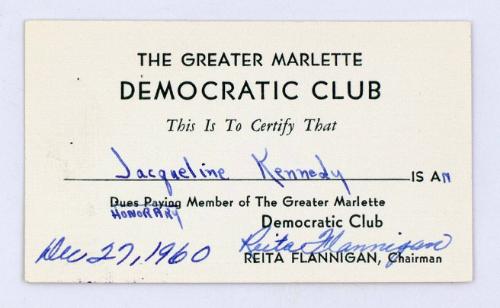 THE GREATER MARLETTE
DEMOCRATIC CLUB
This Is To Certify That
Jacqueline Kennedy IS AN
Dues Paying Member of The Greater Marlette
HONORARY
Democratic Club
Dec 27, 1960 Reita Flannigan
REITA FLANNIGAN, Chairman